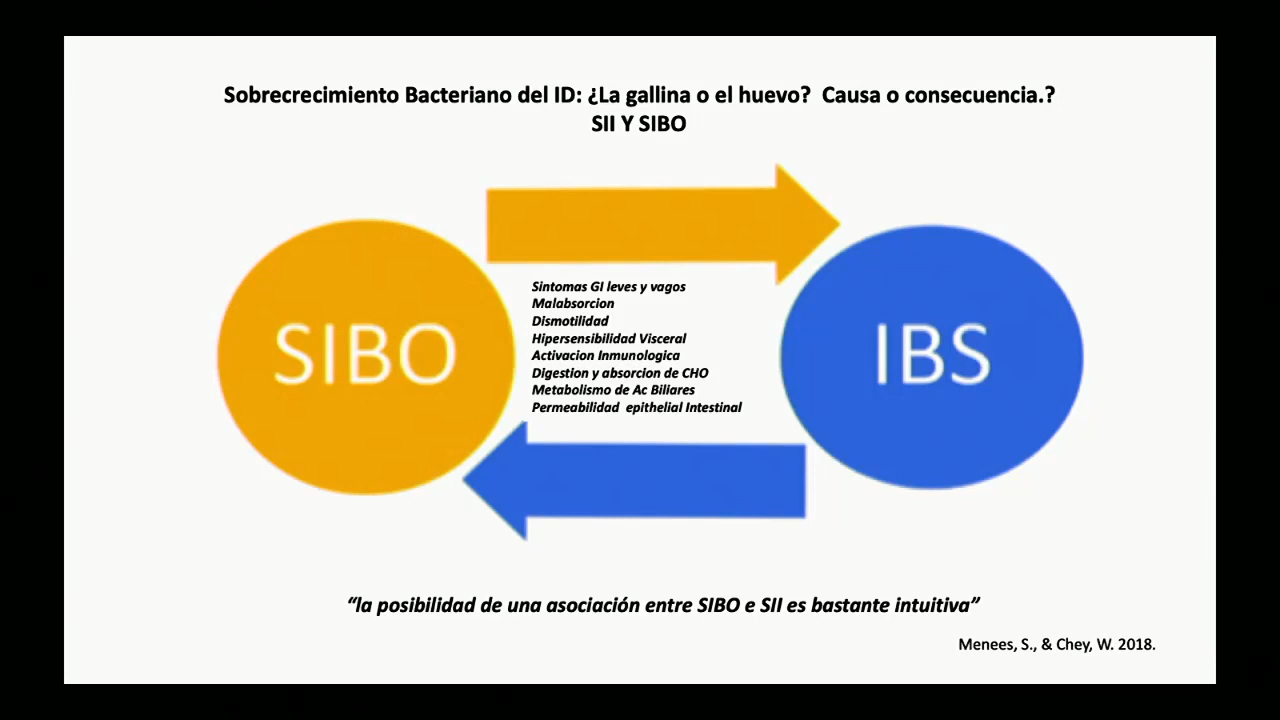 Sobrecrecimiento Bacteriano del ID: ¿La gallina o el huevo? Causa o consecuencia.?
SII Y SIBO
SIBO
Sintomas GI leves y vagos
Malabsorcion
Dismotilidad
Hipersensibilidad Visceral
Activacion Inmunologica
Digestion y absorcion de CHO
Metabolismo de Ac Biliares
Permeabilidad epithelial Intestinal
IBS
“la posibilidad de una asociación entre SIBO e SII es bastante intuitiva”
Menees, S., & Chey, W. 2018.